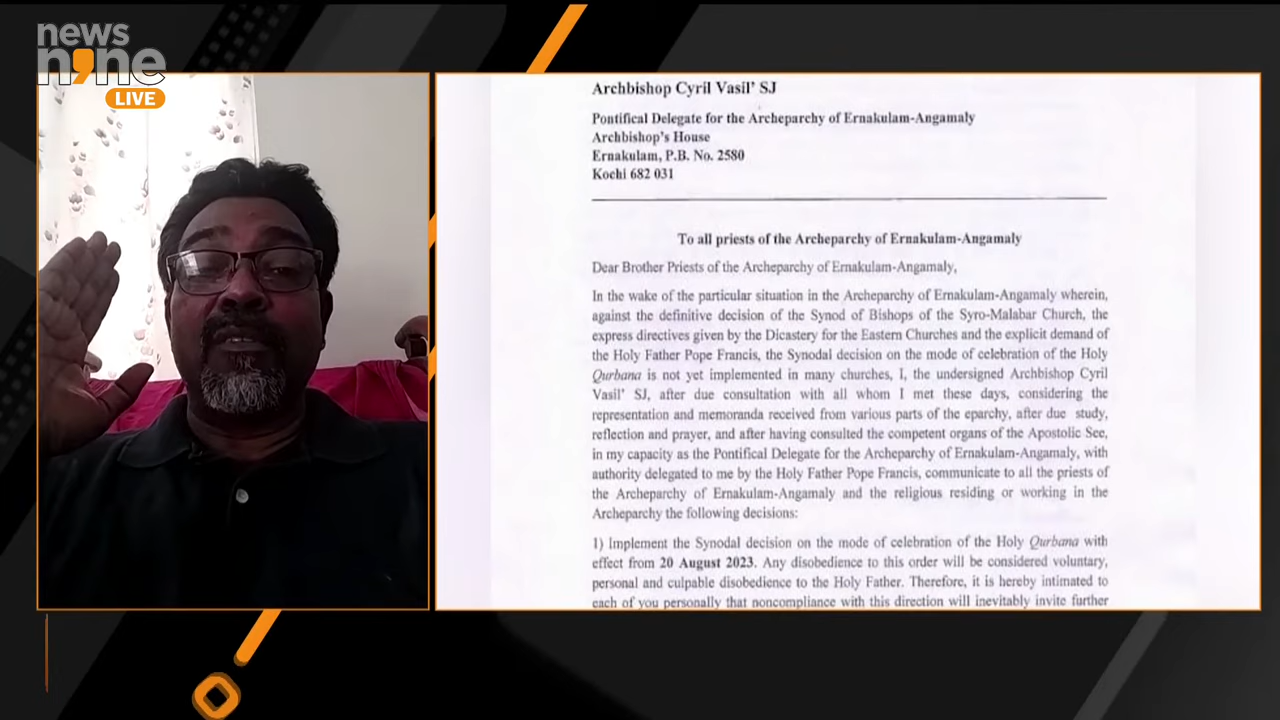 news
n9ne
LIVE
Archbishop Cyril Vasil' SJ
Pontifical Delegate for the Archeparchy of Ernakulam-Angamaly
Archbishop's House
Ernakulam, P.B. No. 2580
Kochi 682 031
To all priests of the Archeparchy of Ernakulam-Angamaly
Dear Brother Priests of the Archeparchy of Ernakulam-Angamaly,
In the wake of the particular situation in the Archeparchy of Ernakulam-Angamaly wherein,
against the definitive decision of the Synod of Bishops of the Syro-Malabar Church, the
express directives given by the Dicastery for the Eastern Churches and the explicit demand of
the Holy Father Pope Francis, the Synodal decision on the mode of celebration of the Holy
Qurbana is not yet implemented in many churches, I, the undersigned Archbishop Cyril
Vasil' SJ, after due consultation with all whom I met these days, considering the
representation and memoranda received from various parts of the eparchy, after due study,
reflection and prayer, and after having consulted the competent organs of the Apostolic See,
in my capacity as the Pontifical Delegate for the Archeparchy of Ernakulam-Angamaly, with
authority delegated to me by the Holy Father Pope Francis, communicate to all the priests of
the Archeparchy of Ernakulam-Angamaly and the religious residing or working in the
Archeparchy the following decisions:
1) Implement the Synodal decision on the mode of celebration of the Holy Qurbana with
effect from 20 August 2023. Any disobedience to this order will be considered voluntary,
personal and culpable disobedience to the Holy Father. Therefore, it is hereby intimated to
each of you personally that noncompliance with this direction will inevitably invite further